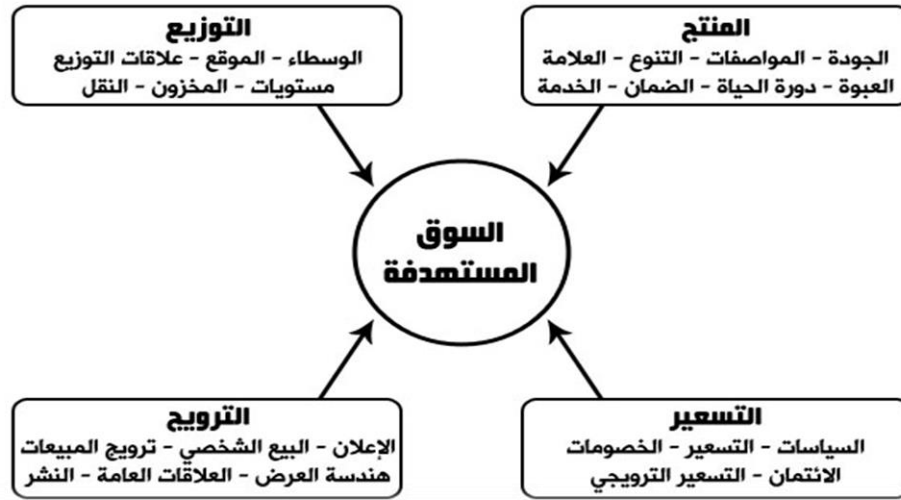 المنتج
الجودة - المواصفات - التنوع - العلامة
العبوة - دورة الحياة - الضمان - الخدمة
التوزيع
الوسطاء - الموقع - علاقات التوزيع
مستويات - المخزون - النقل
السوق
المستهدفة
التسعير
السياسات - التسعير - الخصومات
الائتمان - التسعير الترويجي
الترويج
الإعلان - البيع الشخصي - ترويج المبيعات
هندسة العرض - العلاقات العامة - النشر